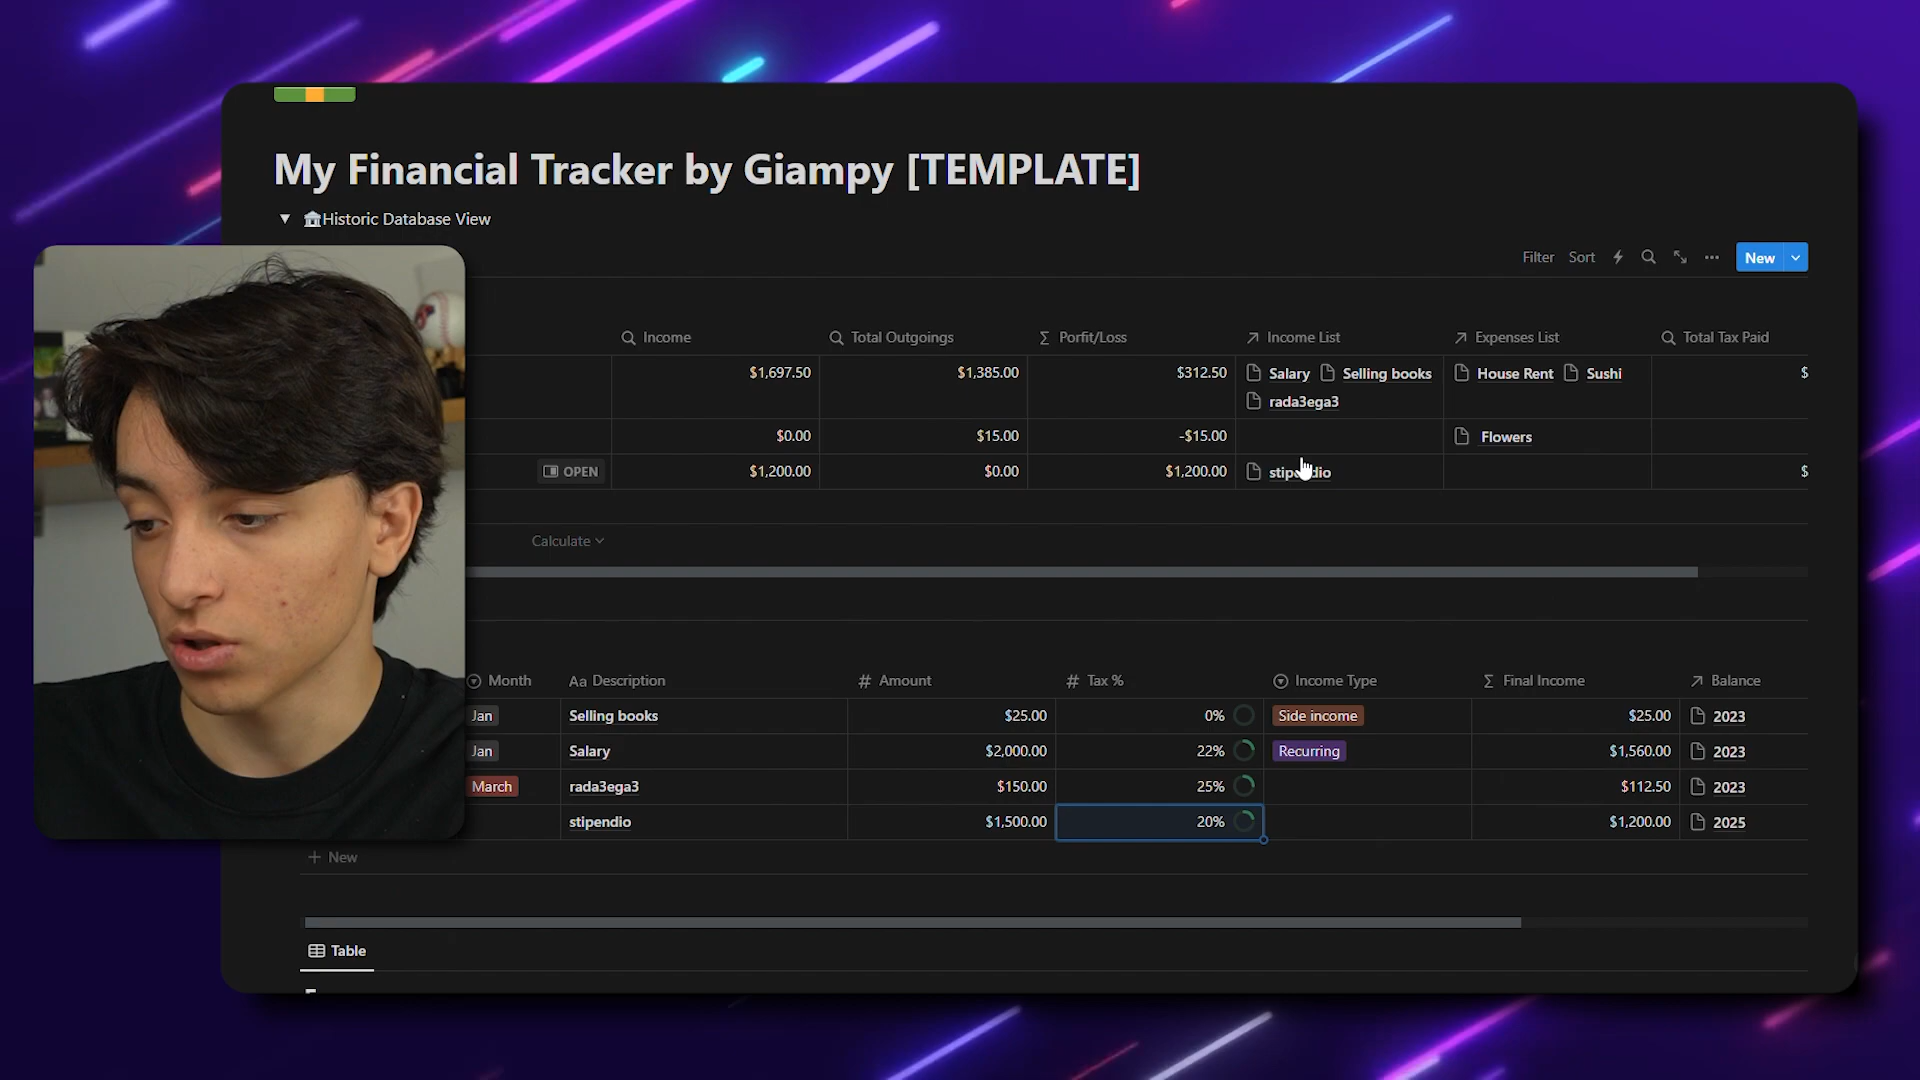 My Financial Tracker by Giampy [TEMPLATE]
Historic Database View
Filter Sort New
Income Total Outgoings Porfit/Loss Income List Expenses List Total Tax Paid
$1,697.50 $1,385.00 $312.50 Salary Selling books House Rent Sushi $
rada3ega3
$0.00 $15.00 -$15.00 Flowers
OPEN $1,200.00 $0.00 $1,200.00 stipendio $
Calculate
Month Aa Description # Amount # Tax % Income Type Σ Final Income Balance
Jan Selling books $25.00 0% Side income $25.00 2023
Jan Salary $2,000.00 22% Recurring $1,560.00 2023
March rada3ega3 $150.00 25% $112.50 2023
stipendio $1,500.00 20% $1,200.00 2025
+ New
Table